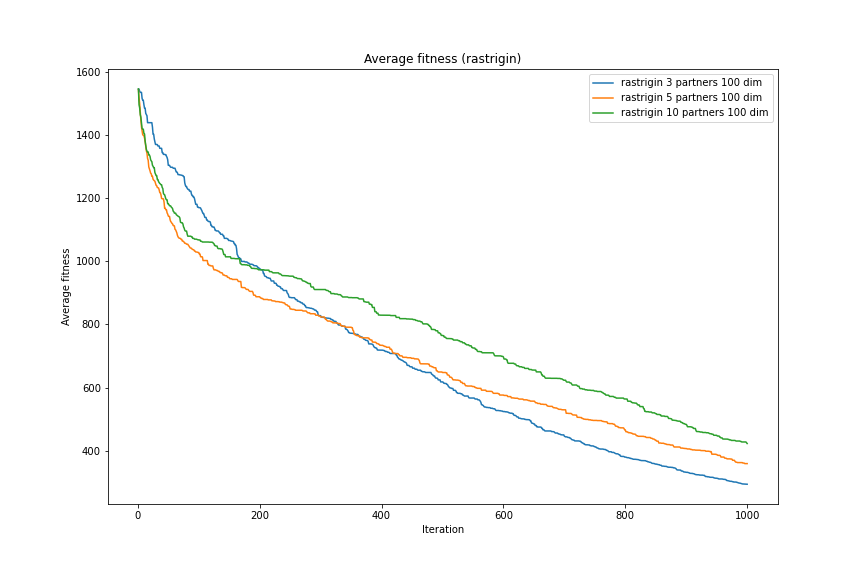 Average fitness (rastrigin)
1600
1400
1200
1000
800
600
400
Average fitness
rastrigin 3 partners 100 dim
rastrigin 5 partners 100 dim
rastrigin 10 partners 100 dim
0 200 400 600 800 1000
Iteration